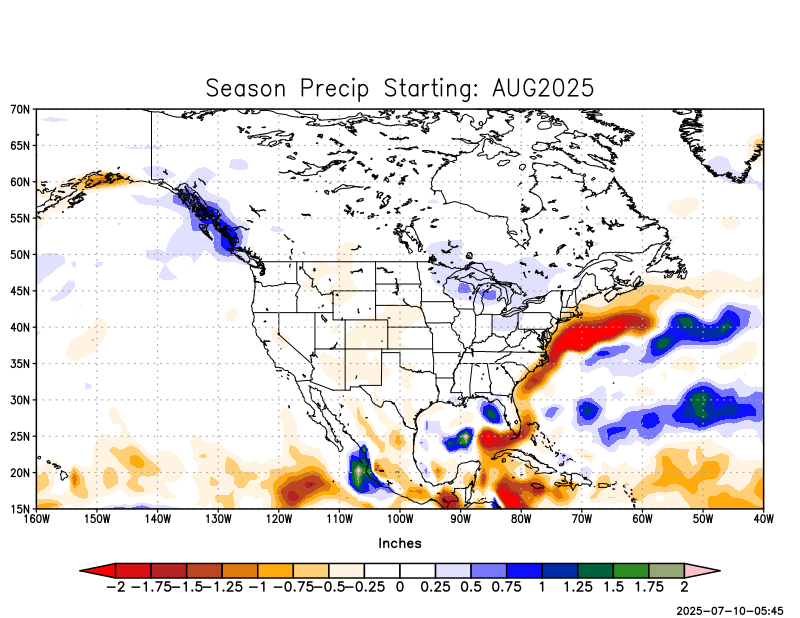 Season Precip Starting: AUG2025
70N
65N
60N
55N
50N
45N
40N
35N
30N
25N
20N
15N
160W 150W 140W 130W 120W 110W 100W 90W 80W 70W 60W 50W 40W
Inches
−2 −1.75−1.5−1.25 −1 −0.75−0.5−0.25 0 0.25 0.5 0.75 1 1.25 1.5 1.75 2
2025-07-10-05:45